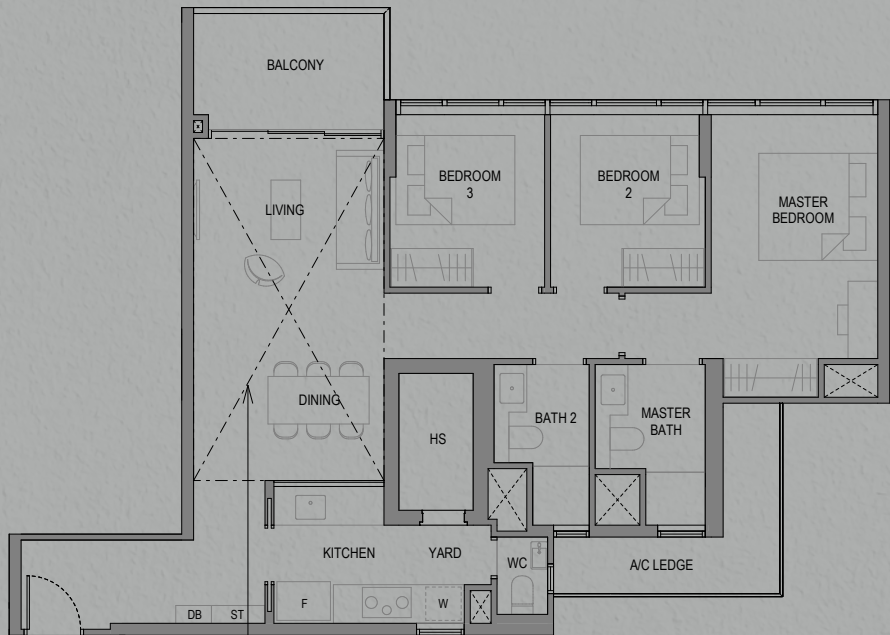 BALCONY
BEDROOM
3
BEDROOM
2
MASTER
BEDROOM
LIVING
DINING
HS
BATH 2
MASTER
BATH
KITCHEN
YARD
WC
A/C LEDGE
F
W
DB
ST